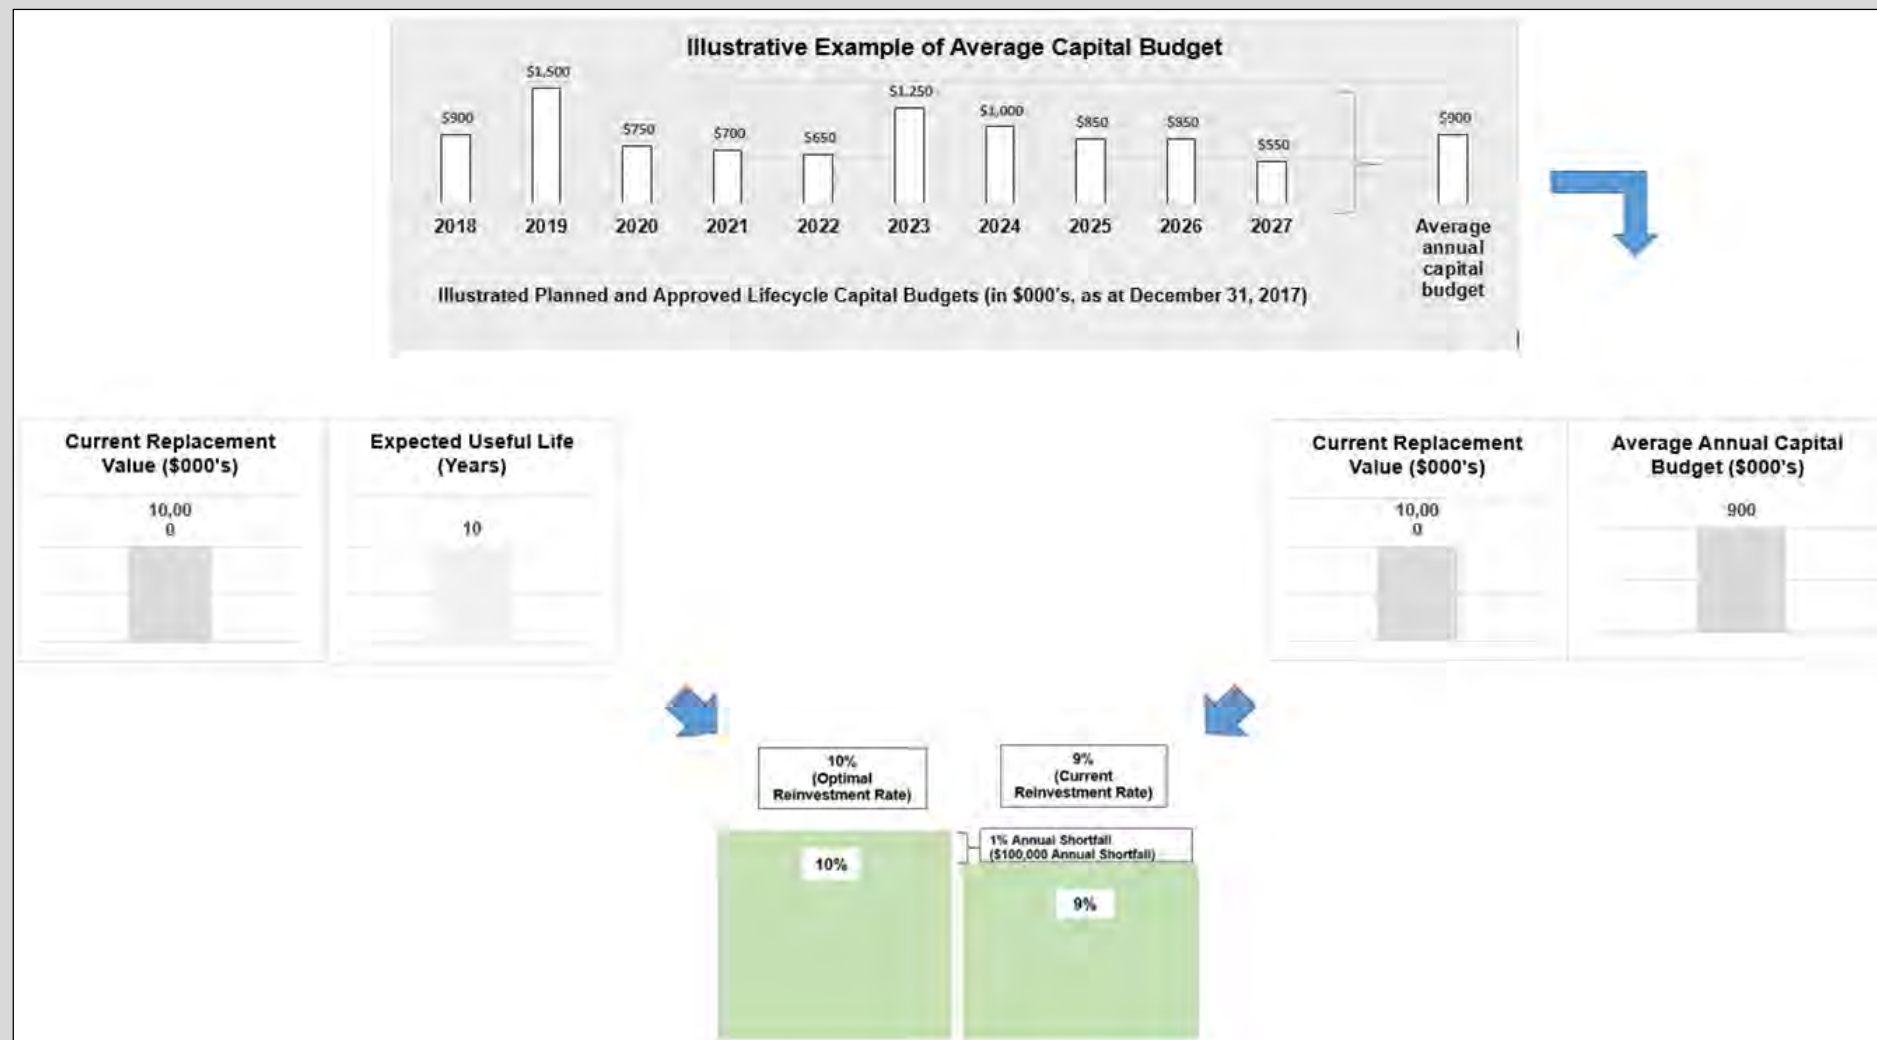 Illustrative Example of Average Capital Budget
$900
$1,500
$750
$700
$650
$1,250
$1,000
$850
$850
$550
$900
2018
2019
2020
2021
2022
2023
2024
2025
2026
2027
Average
annual
capital
budget
Illustrated Planned and Approved Lifecycle Capital Budgets (in $000's, as at December 31, 2017)
Current Replacement
Value ($000's)
10,00
0
Expected Useful Life
(Years)
10
Current Replacement
Value ($000's)
10,00
0
Average Annual Capital
Budget ($000's)
900
10%
(Optimal
Reinvestment Rate)
9%
(Current
Reinvestment Rate)
1% Annual Shortfall
($100,000 Annual Shortfall)
10%
9%